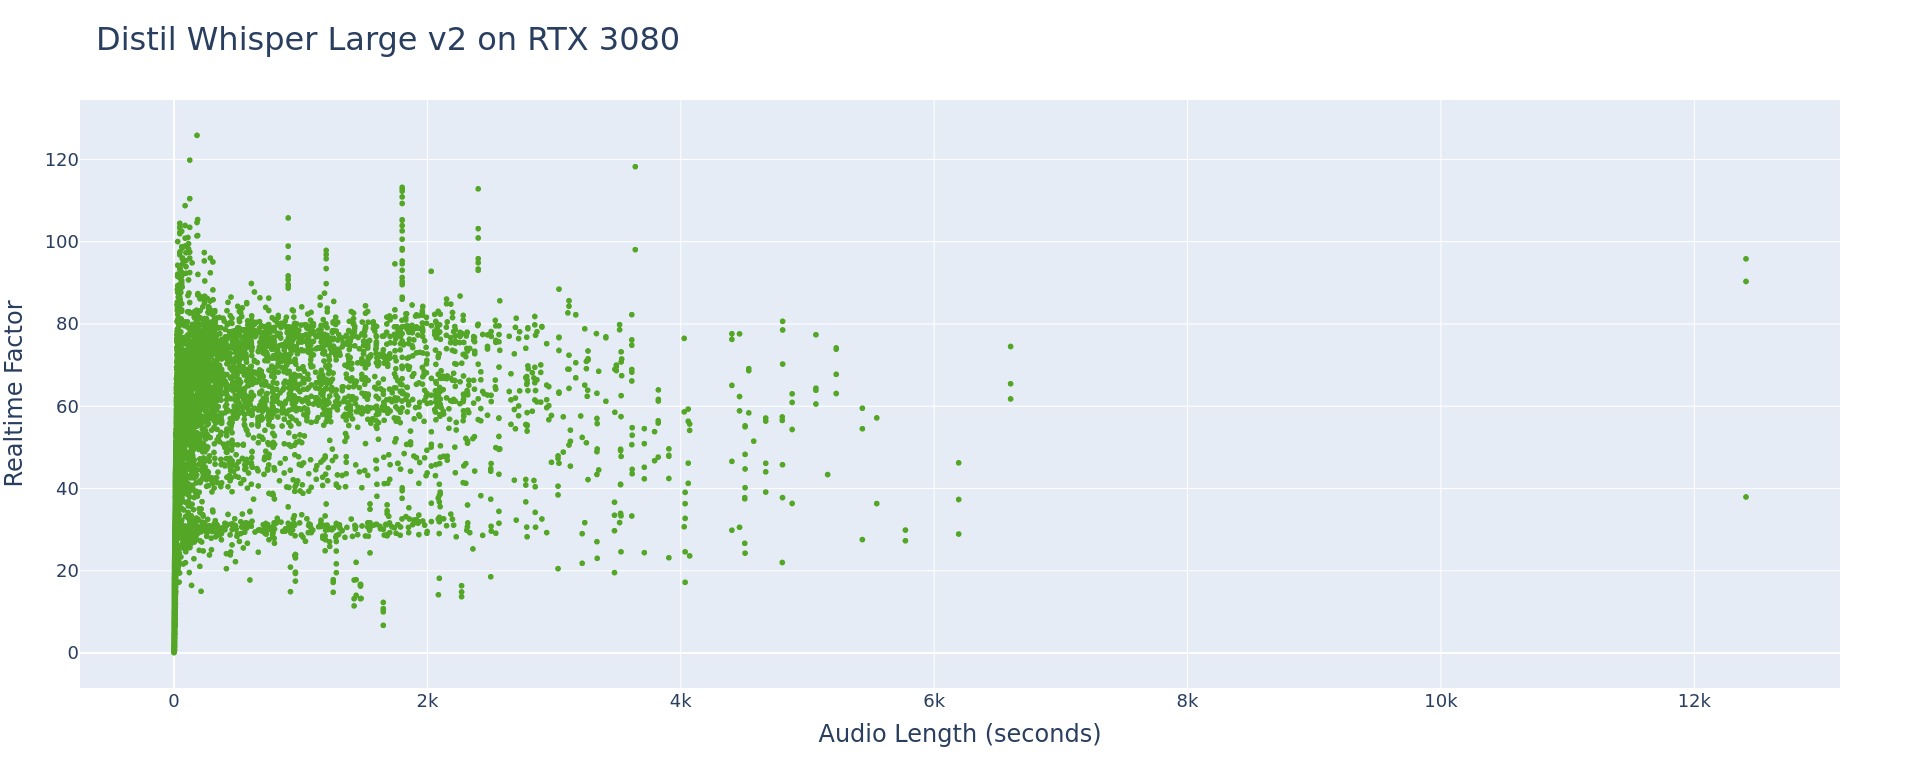 Distil Whisper Large v2 on RTX 3080
Realtime Factor
120
100
80
60
40
20
0
0 2k 4k 6k 8k 10k 12k
Audio Length (seconds)